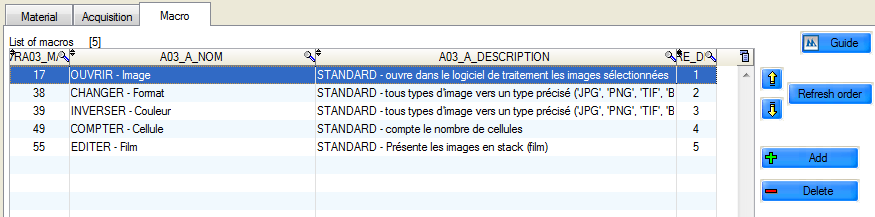 Material Acquisition Macro
List of macros [5]
Guide
RA03_M A03_A_NOM A03_A_DESCRIPTION RE_D
17 OUVRIR - Image STANDARD - ouvre dans le logiciel de traitement les images sélectionnées 1
38 CHANGER - Format STANDARD - tous types d'image vers un type précisé ('JPG', 'PNG', 'TIF', 'B 2
Refresh order
39 INVERSER - Couleur STANDARD - tous types d'image vers un type précisé ('JPG', 'PNG', 'TIF', 'B 3
49 COMPTER - Cellule STANDARD - compte le nombre de cellules 4
55 EDITER - Film STANDARD - Présente les images en stack (film) 5
Add
Delete